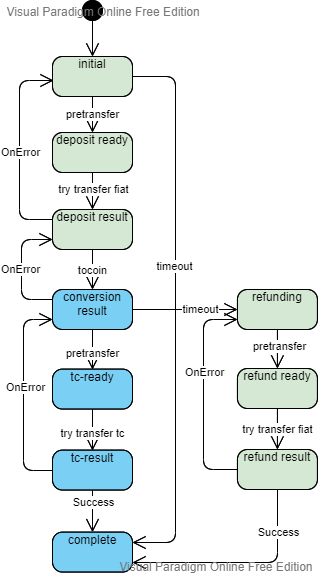 Visual Paradigm Online Free Edition
initial
pretransfer
deposit ready
OnError
try transfer fiat
deposit result
OnError
tocoin
timeout
conversion
result
timeout
refunding
pretransfer
pretransfer
tc-ready
OnError
OnError
refund ready
try transfer tc
try transfer fiat
tc-result
refund result
Success
Success
complete
Visual Paradigm Online Free Edition